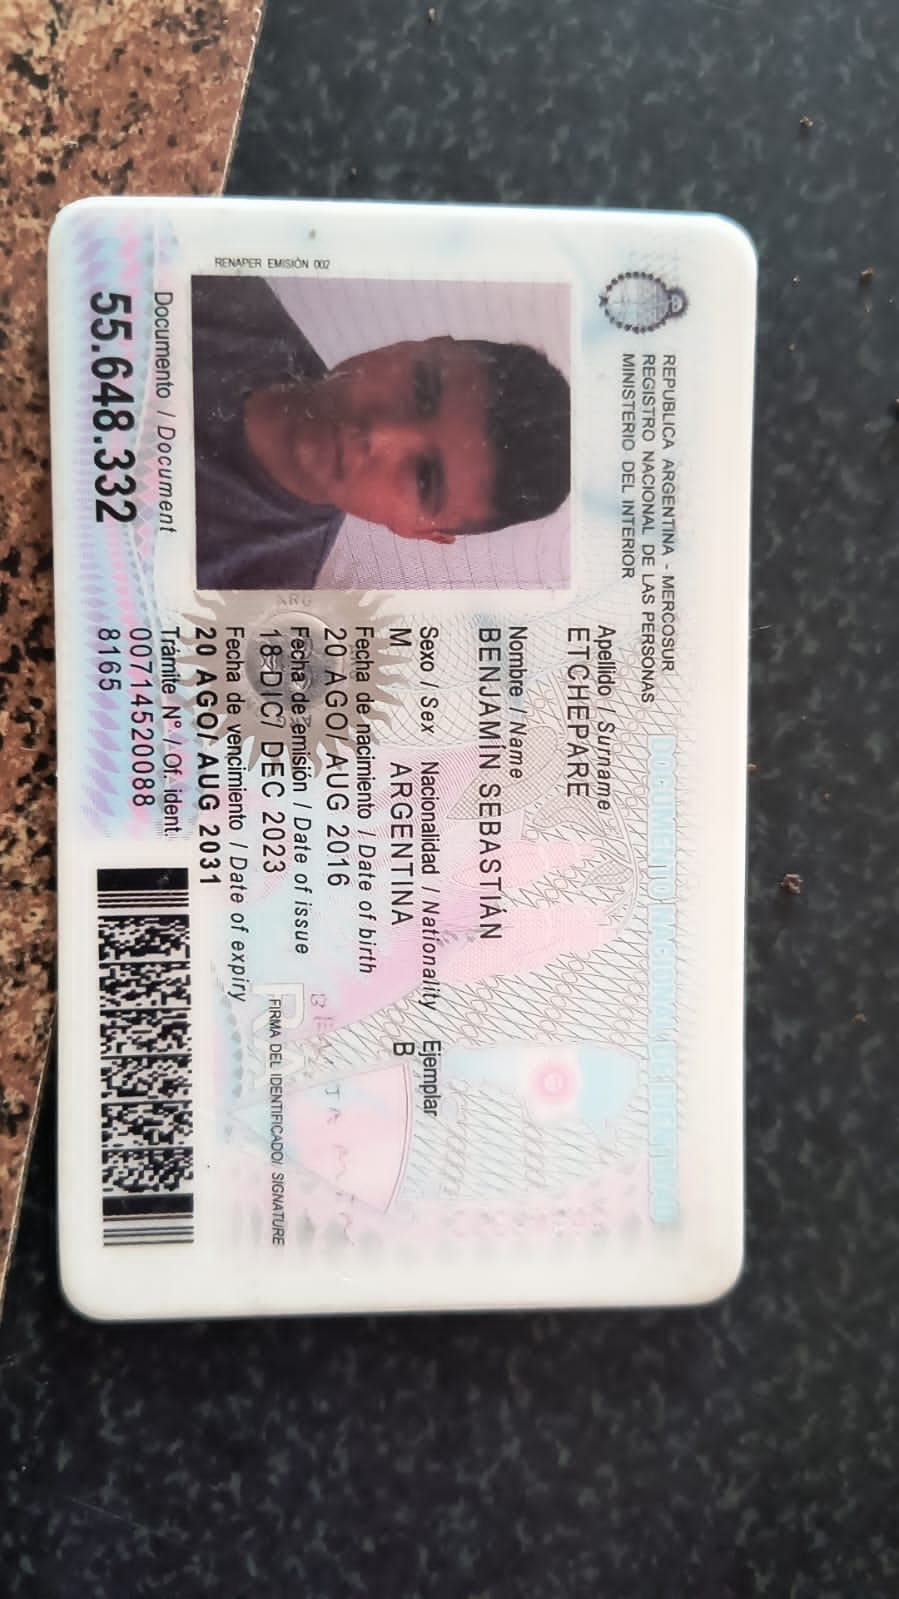 REPUBLICA ARGENTINA - MERCOSUR
REGISTRO NACIONAL DE LAS PERSONAS
MINISTERIO DEL INTERIOR
DOCUMENTO NACIONAL DE IDENTIDAD
RENAPER EMISIÓN 002
Apellido / Surname
ETCHEPARE
Nombre / Name
BENJAMÍN SEBASTIÁN
Sexo / Sex Nacionalidad / Nationality Ejemplar
M ARGENTINA B
Fecha de nacimiento / Date of birth
20 AGO/ AUG 2016
Fecha de emisión / Date of issue
18 DIC/ DEC 2023
Fecha de vencimiento / Date of expiry
20 AGO/ AUG 2031
FIRMA DEL IDENTIFICADO/ SIGNATURE
Documento / Document
55.648.332
Trámite N° / Of. ident.
00714520088
8165